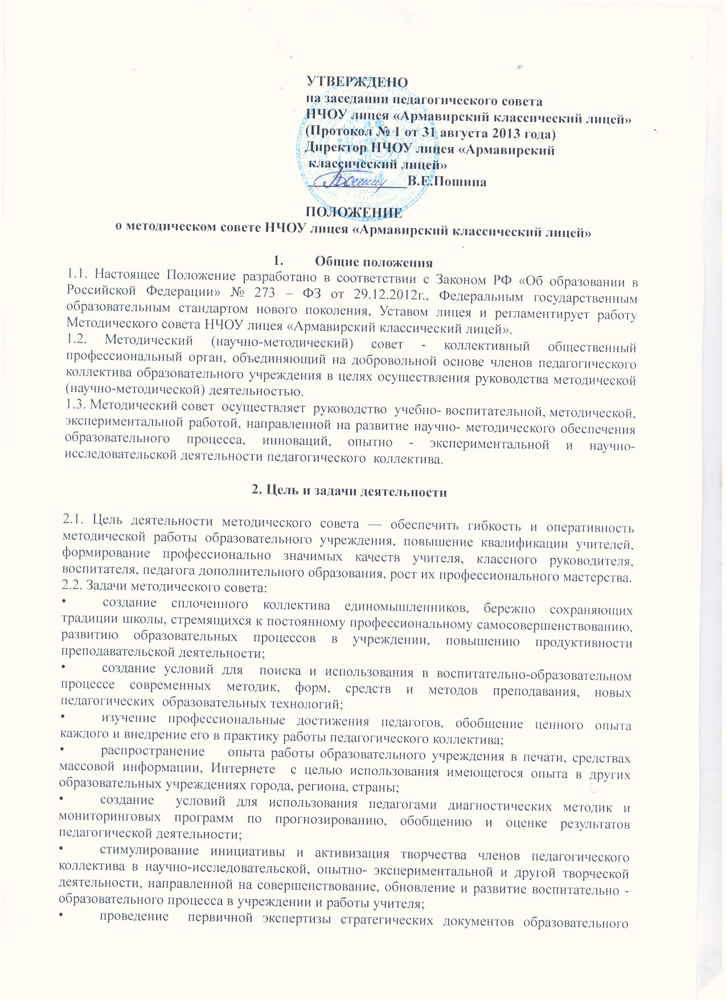 УТВЕРЖДЕНО
на заседании педагогического совета
НЧОУ лицея «Армавирский классический лицей»
(Протокол № 1 от 31 августа 2013 года)
Директор НЧОУ лицея «Армавирский
классический лицей»
______________В.Е.Пошина
ПОЛОЖЕНИЕ
о методическом совете НЧОУ лицея «Армавирский классический лицей»
1. Общие положения
1.1. Настоящее Положение разработано в соответствии с Законом РФ «Об образовании в
Российской Федерации» № 273 – ФЗ от 29.12.2012г., Федеральным государственным
образовательным стандартом нового поколения, Уставом лицея и регламентирует работу
Методического совета НЧОУ лицея «Армавирский классический лицей».
1.2. Методический (научно-методический) совет - коллективный общественный
профессиональный орган, объединяющий на добровольной основе членов педагогического
коллектива образовательного учреждения в целях осуществления руководства методической
(научно-методической) деятельностью.
1.3. Методический совет осуществляет руководство учебно- воспитательной, методической,
экспериментальной работой, направленной на развитие научно- методического обеспечения
образовательного процесса, инноваций, опытно - экспериментальной и научно-
исследовательской деятельности педагогического коллектива.
2. Цель и задачи деятельности
2.1. Цель деятельности методического совета — обеспечить гибкость и оперативность
методической работы образовательного учреждения, повышение квалификации учителей,
формирование профессионально значимых качеств учителя, классного руководителя,
воспитателя, педагога дополнительного образования, рост их профессионального мастерства.
2.2. Задачи методического совета:
• создание сплоченного коллектива единомышленников, бережно сохраняющих
традиции школы, стремящихся к постоянному профессиональному самосовершенствованию,
развитию образовательных процессов в учреждении, повышению продуктивности
преподавательской деятельности;
• создание условий для поиска и использования в воспитательно-образовательном
процессе современных методик, форм, средств и методов преподавания, новых
педагогических образовательных технологий;
• изучение профессиональные достижения педагогов, обобщение ценного опыта
каждого и внедрение его в практику работы педагогического коллектива;
• распространение опыта работы образовательного учреждения в печати, средствах
массовой информации, Интернете с целью использования имеющегося опыта в других
образовательных учреждениях города, региона, страны;
• создание условий для использования педагогами диагностических методик и
мониторинговых программ по прогнозированию, обобщению и оценке результатов
педагогической деятельности;
• стимулирование инициативы и активизация творчества членов педагогического
коллектива в научно-исследовательской, опытно- экспериментальной и другой творческой
деятельности, направленной на совершенствование, обновление и развитие воспитательно -
образовательного процесса в учреждении и работы учителя;
• проведение первичной экспертизы стратегических документов образовательного